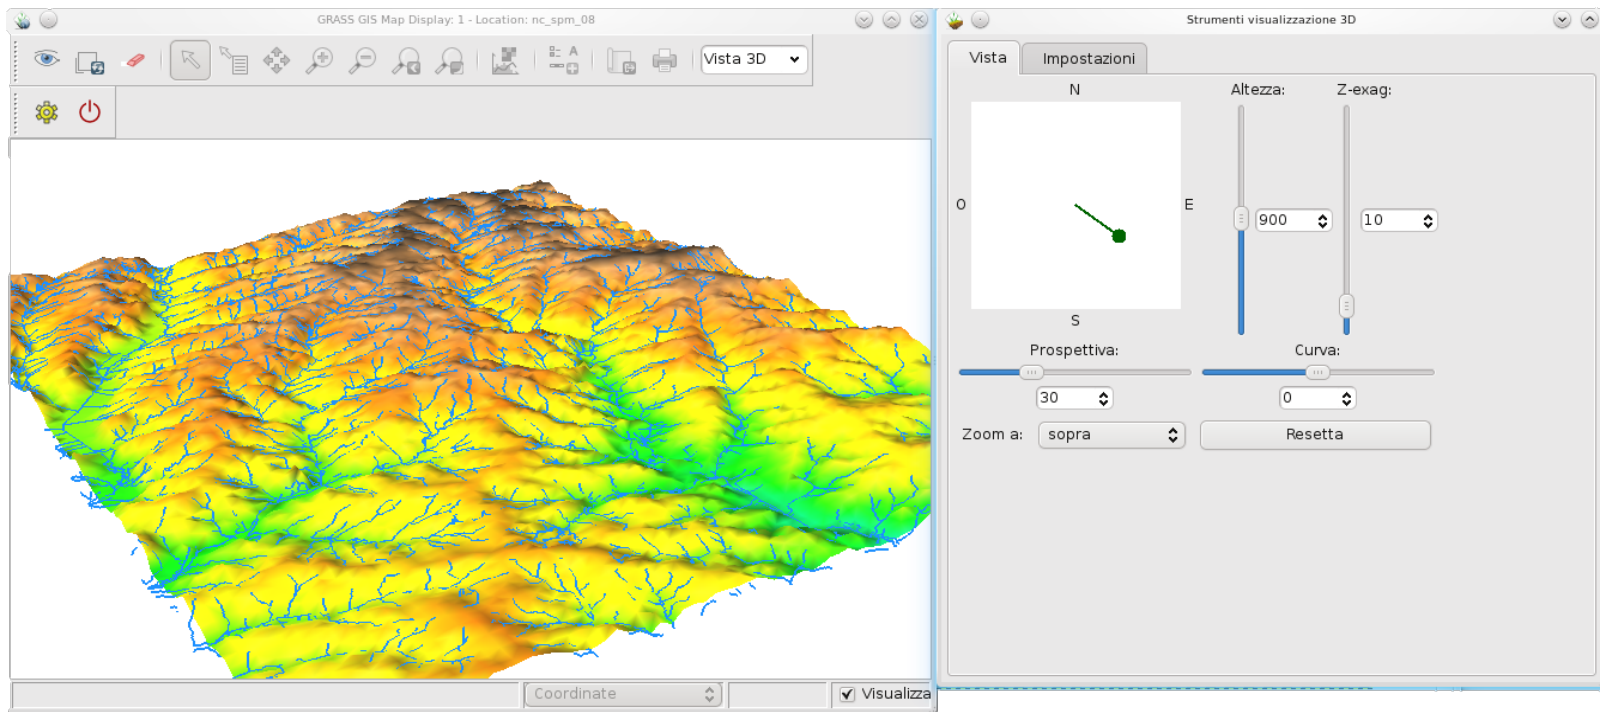 GRASS GIS Map Display: 1 - Location: nc_spm_08
Vista 3D
Coordinate
Visualizza
Strumenti visualizzazione 3D
Vista
Impostazioni
N
Altezza:
Z-exag:
O
E
900
10
S
Prospettiva:
Curva:
30
0
Zoom a:
sopra
Resetta